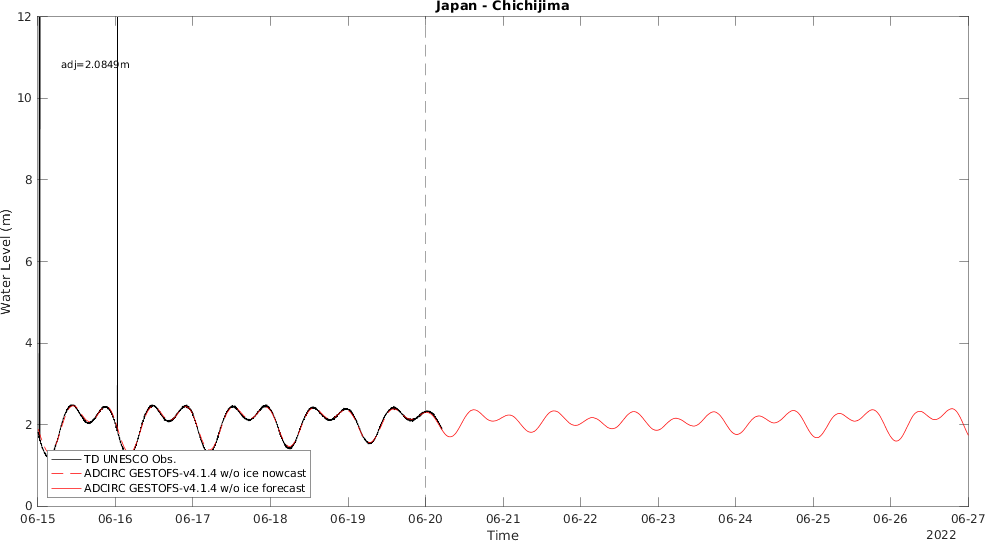 Japan - Chichijima
12
adj=2.0849m
10
8
6
4
2
0
Water Level (m)
TD UNESCO Obs.
ADCIRC GESTOFS-v4.1.4 w/o ice nowcast
ADCIRC GESTOFS-v4.1.4 w/o ice forecast
06-15 06-16 06-17 06-18 06-19 06-20 06-21 06-22 06-23 06-24 06-25 06-26 06-27
Time
2022